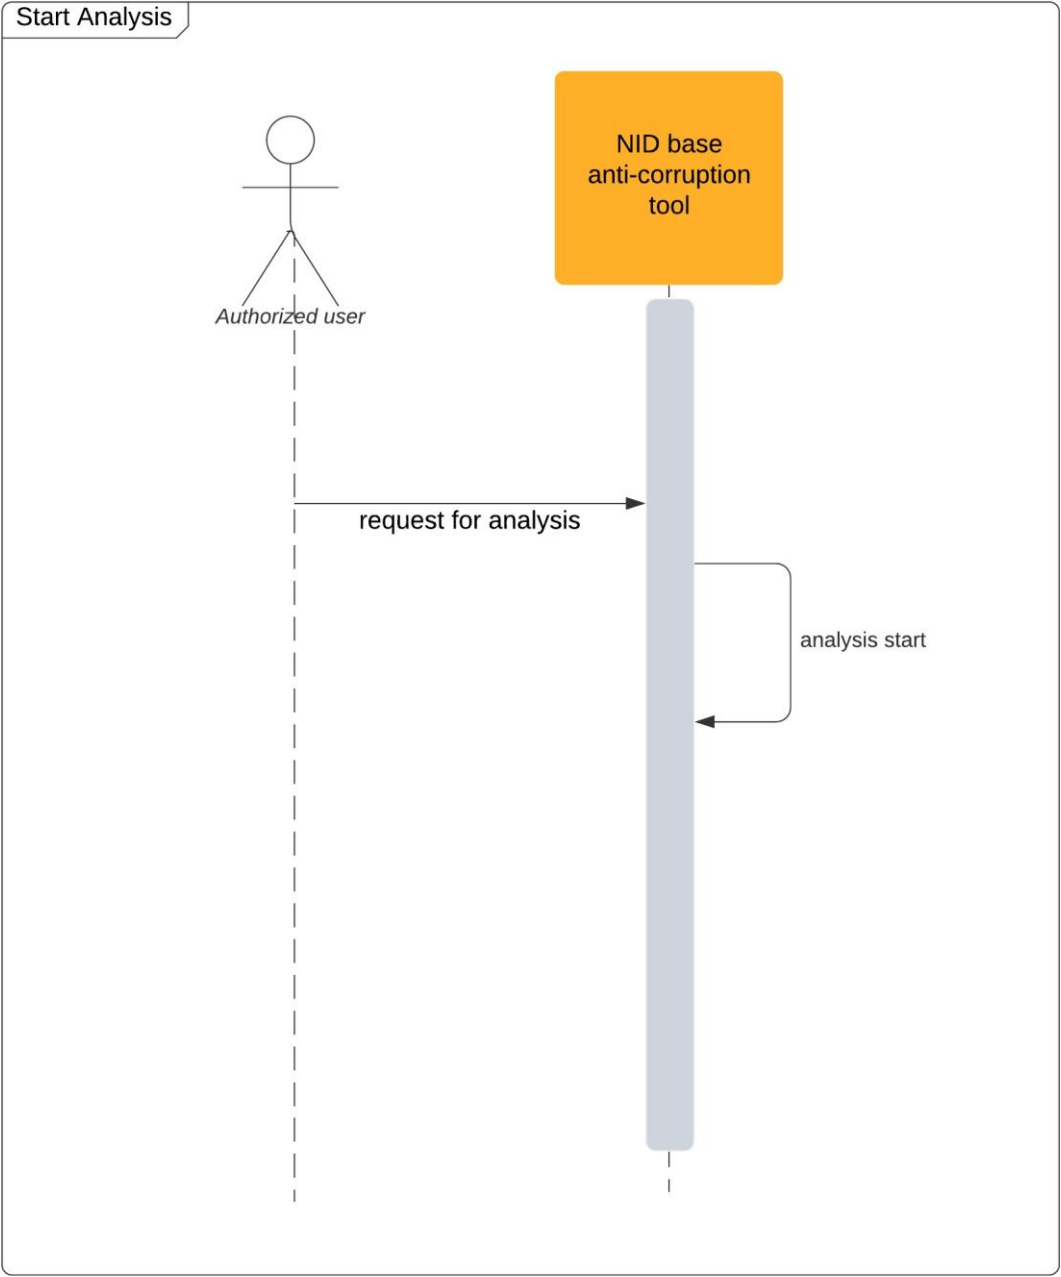 Start Analysis
NID base
anti-corruption
tool
Authorized user
request for analysis
analysis start